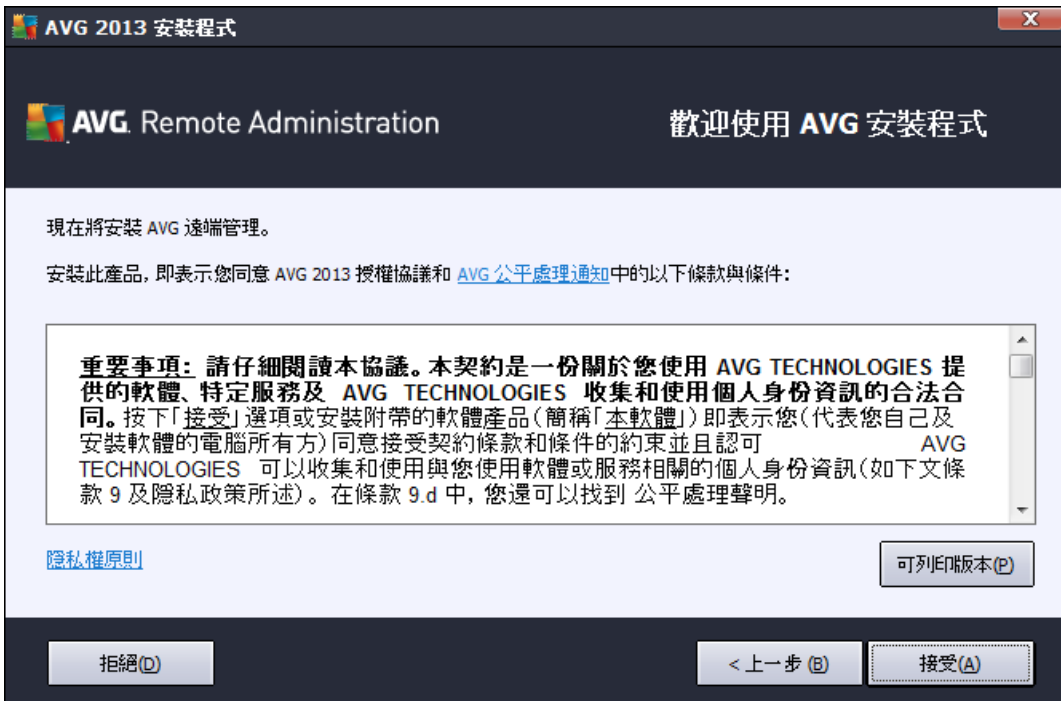 AVG 2013 安裝程式
AVG. Remote Administration
歡迎使用 AVG 安裝程式
現在將安裝 AVG 遠端管理。
安裝此產品, 即表示您同意 AVG 2013 授權協議和 AVG 公平處理通知中的以下條款與條件:
重要事項: 請仔細閱讀本協議。本契約是一份關於您使用 AVG TECHNOLOGIES 提
供的軟體、特定服務及 AVG TECHNOLOGIES 收集和使用個人身份資訊的合法合
同。按下「接受」選項或安裝附帶的軟體產品(簡稱「本軟體」)即表示您(代表您自己及
安裝軟體的電腦所有方)同意接受契約條款和條件的約束並且認可 AVG
TECHNOLOGIES 可以收集和使用與您使用軟體或服務相關的個人身份資訊(如下文條
款 9 及隱私政策所述)。在條款 9.d 中, 您還可以找到 公平處理聲明。
隱私權原則
可列印版本(P)
拒絕(D)
< 上一步 (B)
接受(A)